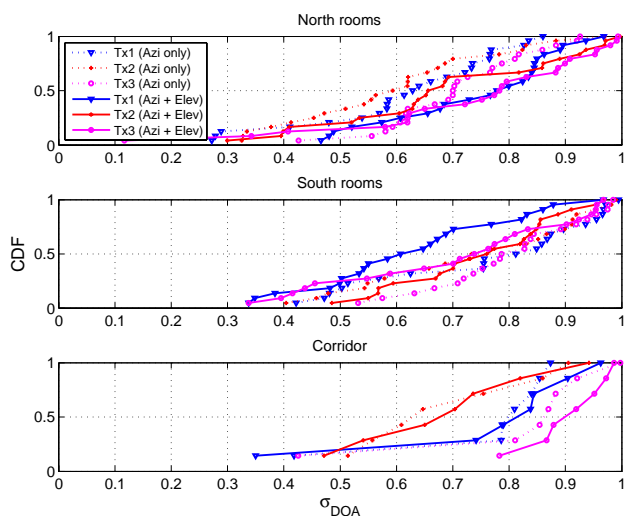 North rooms
1
0.5
0
Tx1 (Azi only)
Tx2 (Azi only)
Tx3 (Azi only)
Tx1 (Azi + Elev)
Tx2 (Azi + Elev)
Tx3 (Azi + Elev)
0 0.1 0.2 0.3 0.4 0.5 0.6 0.7 0.8 0.9 1
South rooms
1
0.5
0
CDF
0 0.1 0.2 0.3 0.4 0.5 0.6 0.7 0.8 0.9 1
Corridor
1
0.5
0
0 0.1 0.2 0.3 0.4 0.5 0.6 0.7 0.8 0.9 1
σDOA